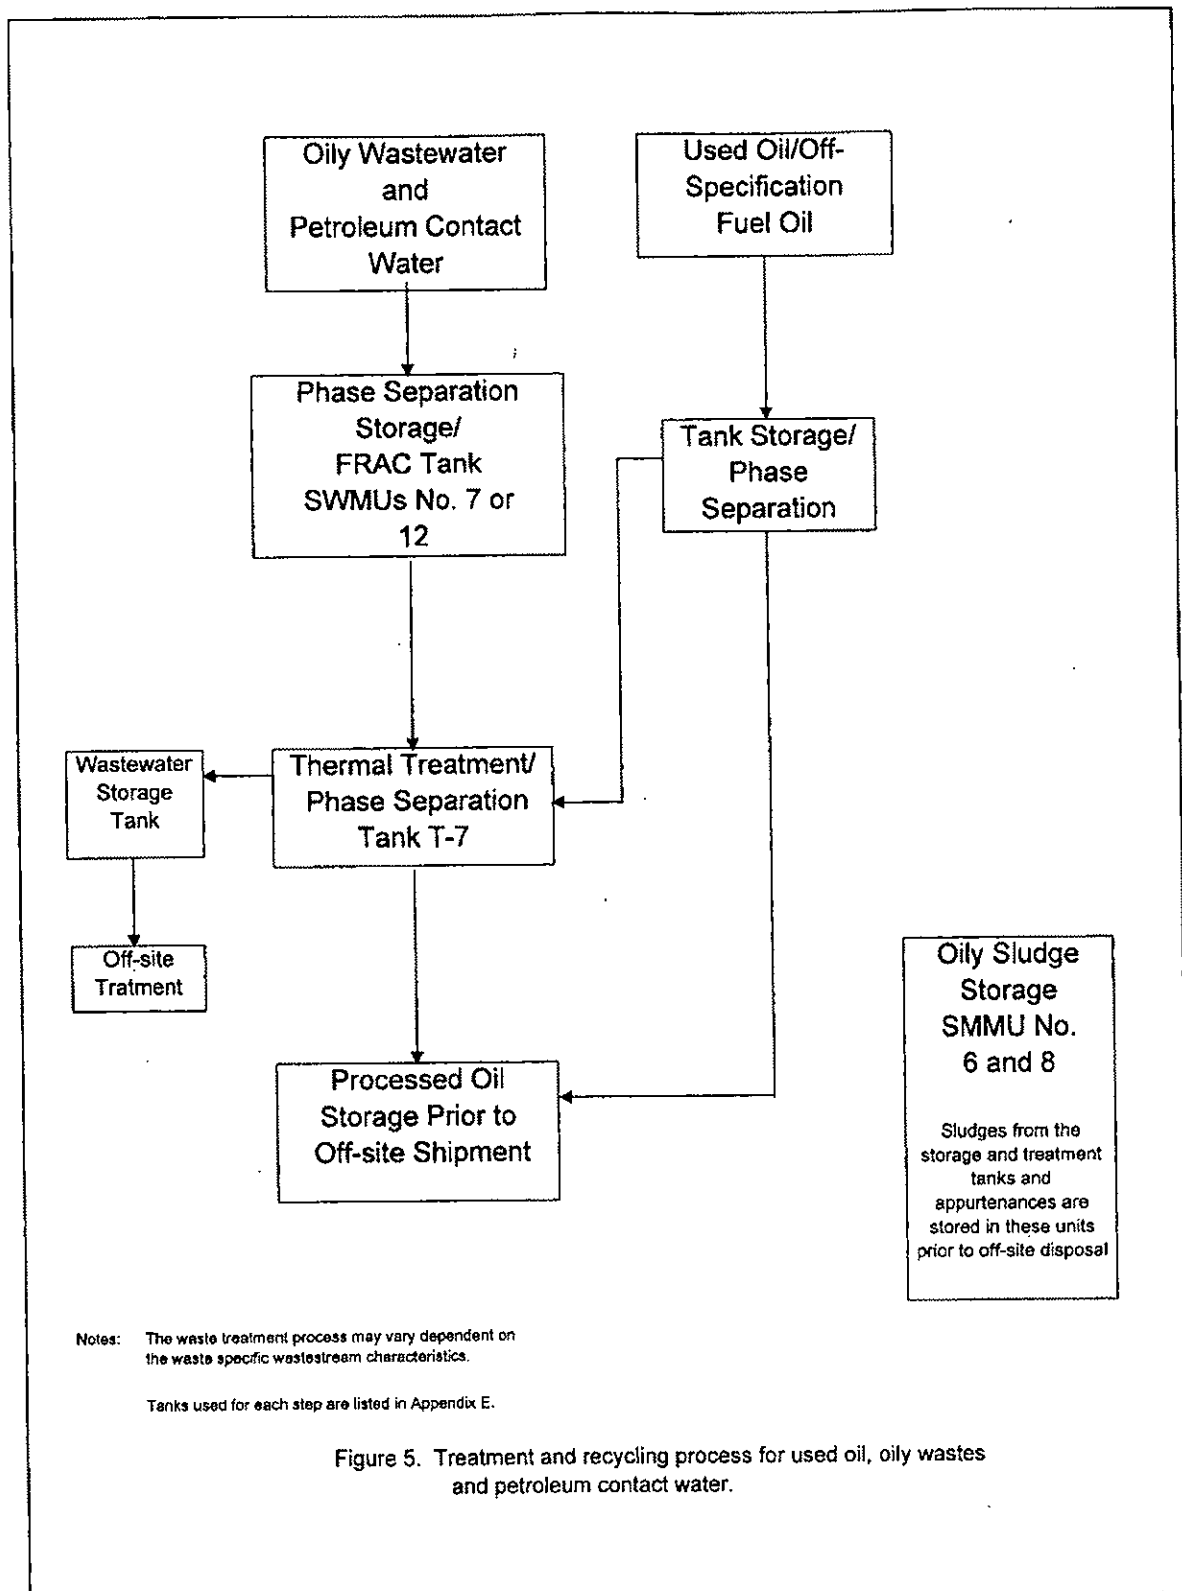 Oily Wastewater
and
Petroleum Contact
Water
Used Oil/Off-
Specification
Fuel Oil
Phase Separation
Storage/
FRAC Tank
SWMUs No. 7 or
12
Tank Storage/
Phase
Separation
Wastewater
Storage
Tank
Thermal Treatment/
Phase Separation
Tank T-7
Off-site
Tratment
Oily Sludge
Storage
SMMU No.
6 and 8
Sludges from the
storage and treatment
tanks and
appurtenances are
stored in these units
prior to off-site disposal
Processed Oil
Storage Prior to
Off-site Shipment
Notes: The waste treatment process may vary dependent on
the waste specific wastestream characteristics.
Tanks used for each step are listed in Appendix E.
Figure 5. Treatment and recycling process for used oil, oily wastes
and petroleum contact water.